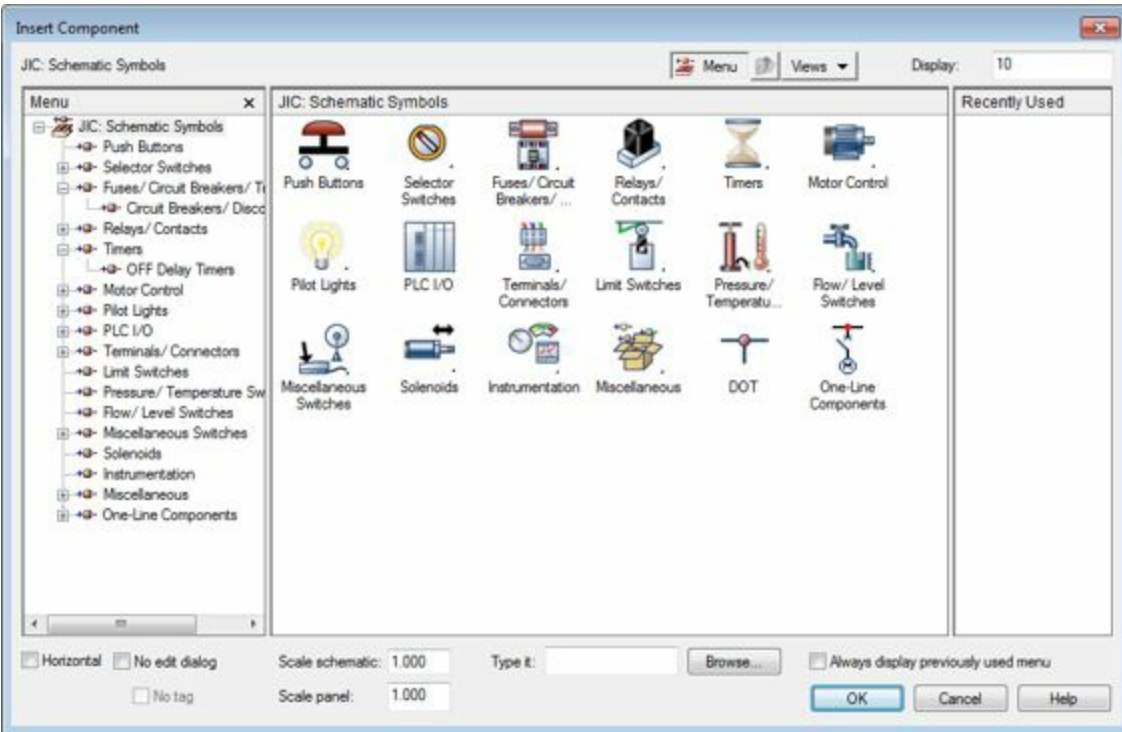 Insert Component
JIC: Schematic Symbols
Menu
Views
Display:
10
Menu
x
JIC: Schematic Symbols
Push Buttons
Selector Switches
Fuses/ Circuit Breakers/ Tr
Circuit Breakers/ Disco
Relays/ Contacts
Timers
OFF Delay Timers
Motor Control
Pilot Lights
PLC I/O
Terminals/ Connectors
Limit Switches
Pressure/ Temperature Sw
Flow/ Level Switches
Miscellaneous Switches
Solenoids
Instrumentation
Miscellaneous
One-Line Components
JIC: Schematic Symbols
Push Buttons
Selector
Switches
Fuses/ Circuit
Breakers/ ...
Relays/
Contacts
Timers
Motor Control
Pilot Lights
PLC I/O
Terminals/
Connectors
Limit Switches
Pressure/
Temperatu...
Flow/ Level
Switches
Miscellaneous
Switches
Solenoids
Instrumentation
Miscellaneous
DOT
One-Line
Components
Recently Used
Horizontal
No edit dialog
No tag
Scale schematic:
1.000
Scale panel:
1.000
Type it:
Browse...
Always display previously used menu
OK
Cancel
Help